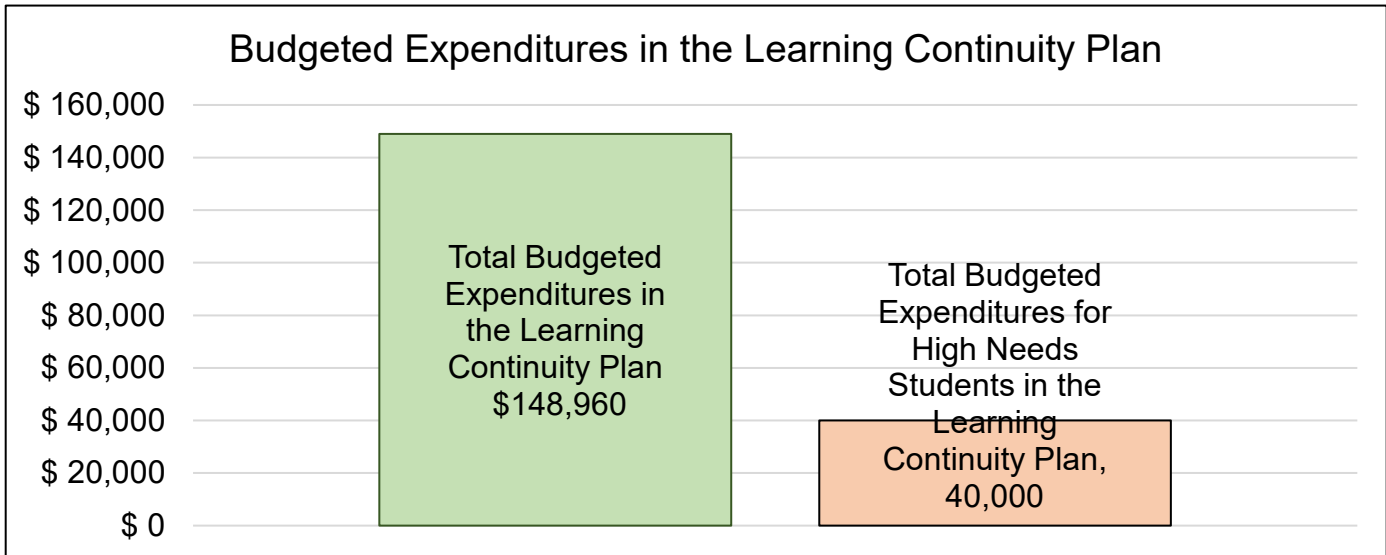 Budgeted Expenditures in the Learning Continuity Plan
$ 160,000
$ 140,000
$ 120,000
$ 100,000
$ 80,000
$ 60,000
$ 40,000
$ 20,000
$ 0
Total Budgeted
Expenditures in
the Learning
Continuity Plan
$148,960
Total Budgeted
Expenditures for
High Needs
Students in the
Learning
Continuity Plan,
40,000